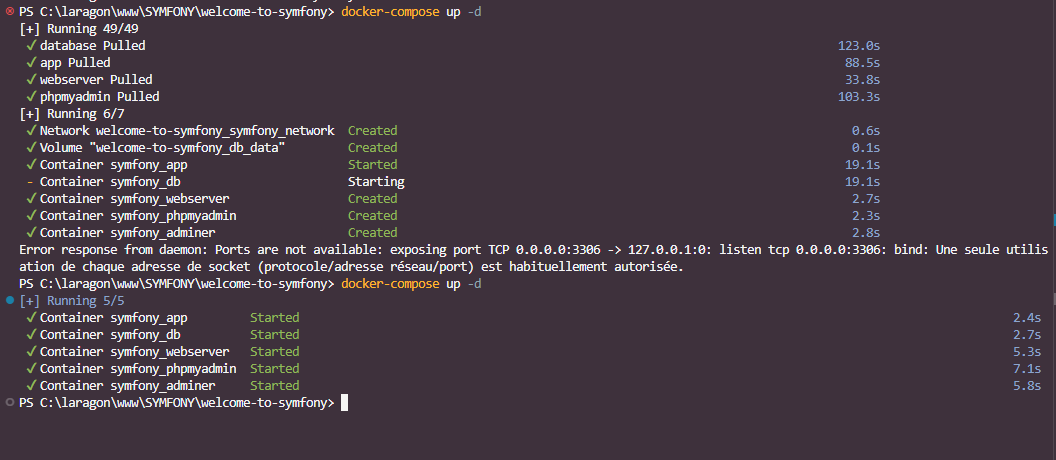 PS C:\laragon\www\SYMFONY\welcome-to-symfony> docker-compose up -d
[+] Running 49/49
✓ database Pulled 123.0s
✓ app Pulled 88.5s
✓ webserver Pulled 33.8s
✓ phpmyadmin Pulled 103.3s
[+] Running 6/7
✓ Network welcome-to-symfony_symfony_network Created 0.6s
✓ Volume "welcome-to-symfony_db_data" Created 0.1s
✓ Container symfony_app Started 19.1s
- Container symfony_db Starting 19.1s
✓ Container symfony_webserver Created 2.7s
✓ Container symfony_phpmyadmin Created 2.3s
✓ Container symfony_adminer Created 2.8s
Error response from daemon: Ports are not available: exposing port TCP 0.0.0.0:3306 -> 127.0.0.1:0: listen tcp 0.0.0.0:3306: bind: Une seule utilis
ation de chaque adresse de socket (protocole/adresse réseau/port) est habituellement autorisée.
PS C:\laragon\www\SYMFONY\welcome-to-symfony> docker-compose up -d
[+] Running 5/5
✓ Container symfony_app Started 2.4s
✓ Container symfony_db Started 2.7s
✓ Container symfony_webserver Started 5.3s
✓ Container symfony_phpmyadmin Started 7.1s
✓ Container symfony_adminer Started 5.8s
PS C:\laragon\www\SYMFONY\welcome-to-symfony>